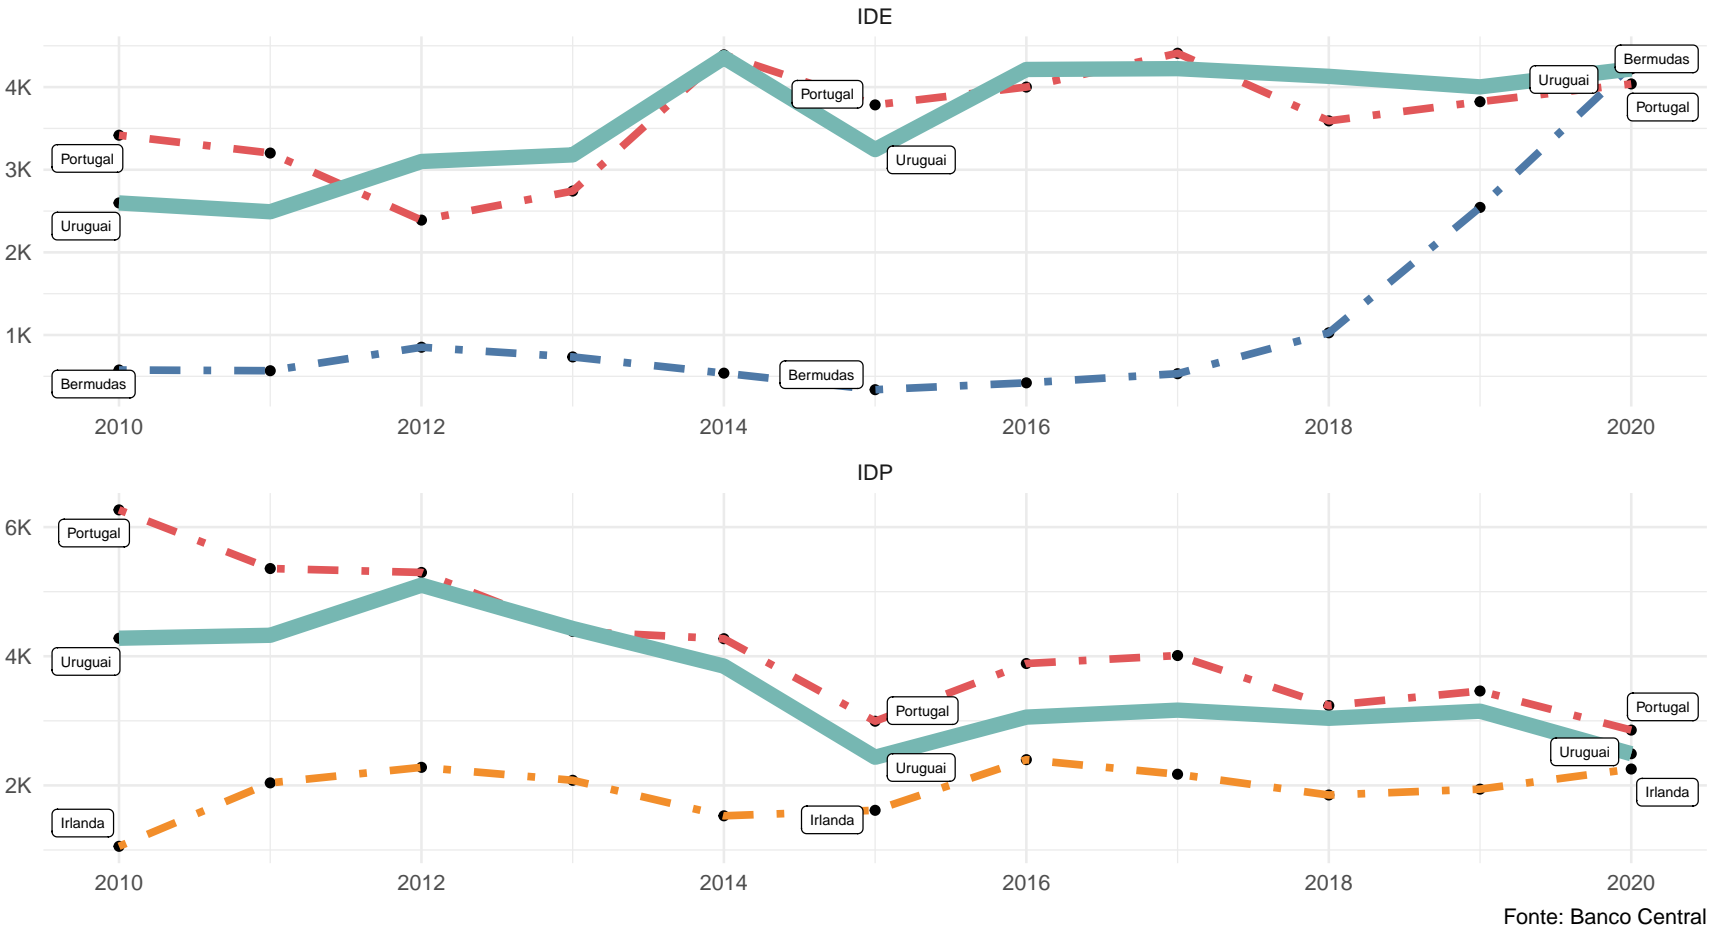 IDE
4K
3K
2K
1K
Portugal
Uruguai
Bermudas
Portugal
Uruguai
Bermudas
Bermudas
Uruguai
Portugal
2010 2012 2014 2016 2018 2020
IDP
6K
4K
2K
Portugal
Uruguai
Irlanda
Portugal
Uruguai
Irlanda
Portugal
Uruguai
Irlanda
2010 2012 2014 2016 2018 2020
Fonte: Banco Central